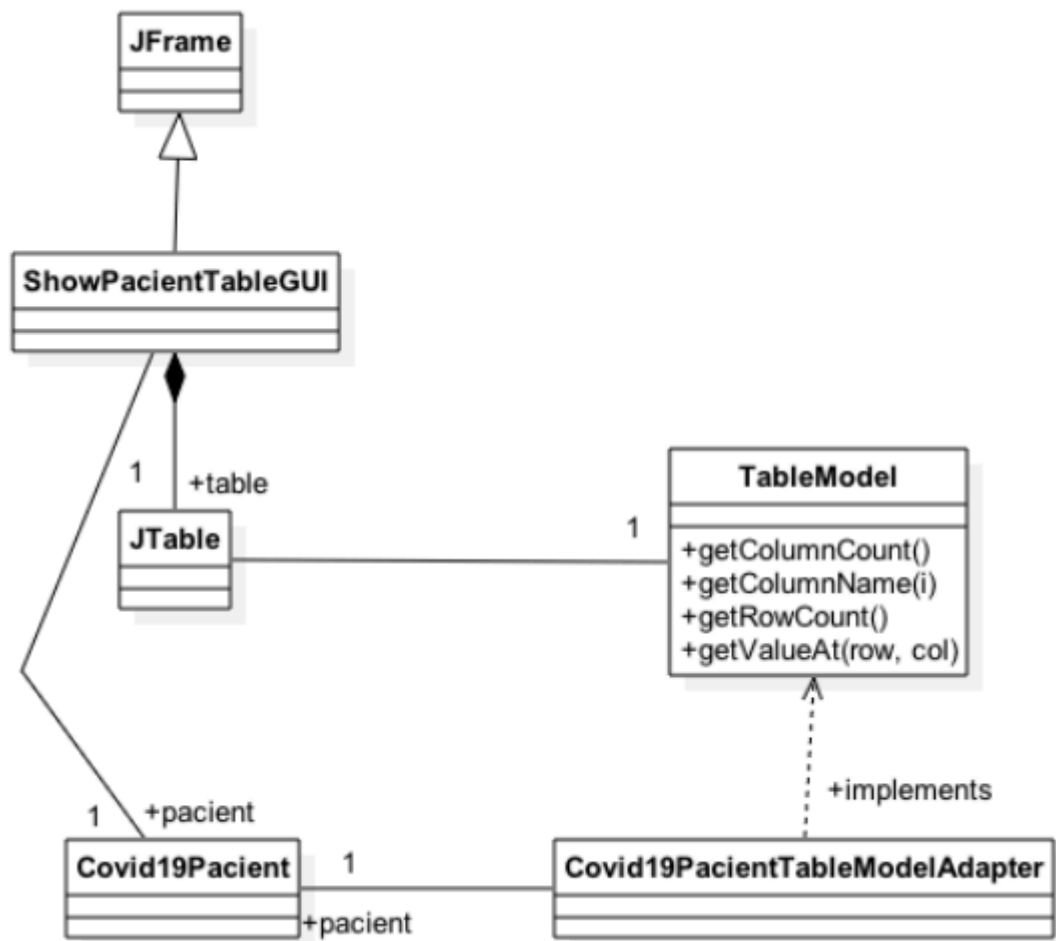 JFrame
ShowPacientTableGUI
1
+table
JTable
1
TableModel
+getColumnCount()
+getColumnName(i)
+getRowCount()
+getValueAt(row, col)
+implements
1
+pacient
Covid19Pacient
1
+pacient
Covid19PacientTableModelAdapter